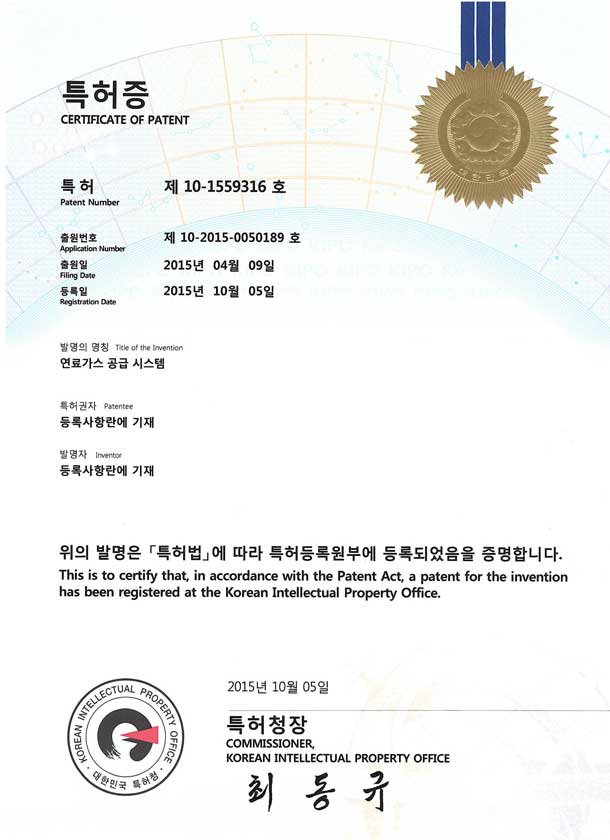 특허증
CERTIFICATE OF PATENT
대한민국
특허 제 10-1559316 호
Patent Number
출원번호 제 10-2015-0050189 호
Application Number
출원일 2015년 04월 09일
Filing Date
등록일 2015년 10월 05일
Registration Date
발명의 명칭 Title of the Invention
연료가스 공급 시스템
특허권자 Patentee
등록사항란에 기재
발명자 Inventor
등록사항란에 기재
위의 발명은 「특허법」에 따라 특허등록원부에 등록되었음을 증명합니다.
This is to certify that, in accordance with the Patent Act, a patent for the invention
has been registered at the Korean Intellectual Property Office.
2015년 10월 05일
특허청장
COMMISSIONER,
KOREAN INTELLECTUAL PROPERTY OFFICE
최동규
KOREAN INTELLECTUAL PROPERTY OFFICE
대한민국 특허청